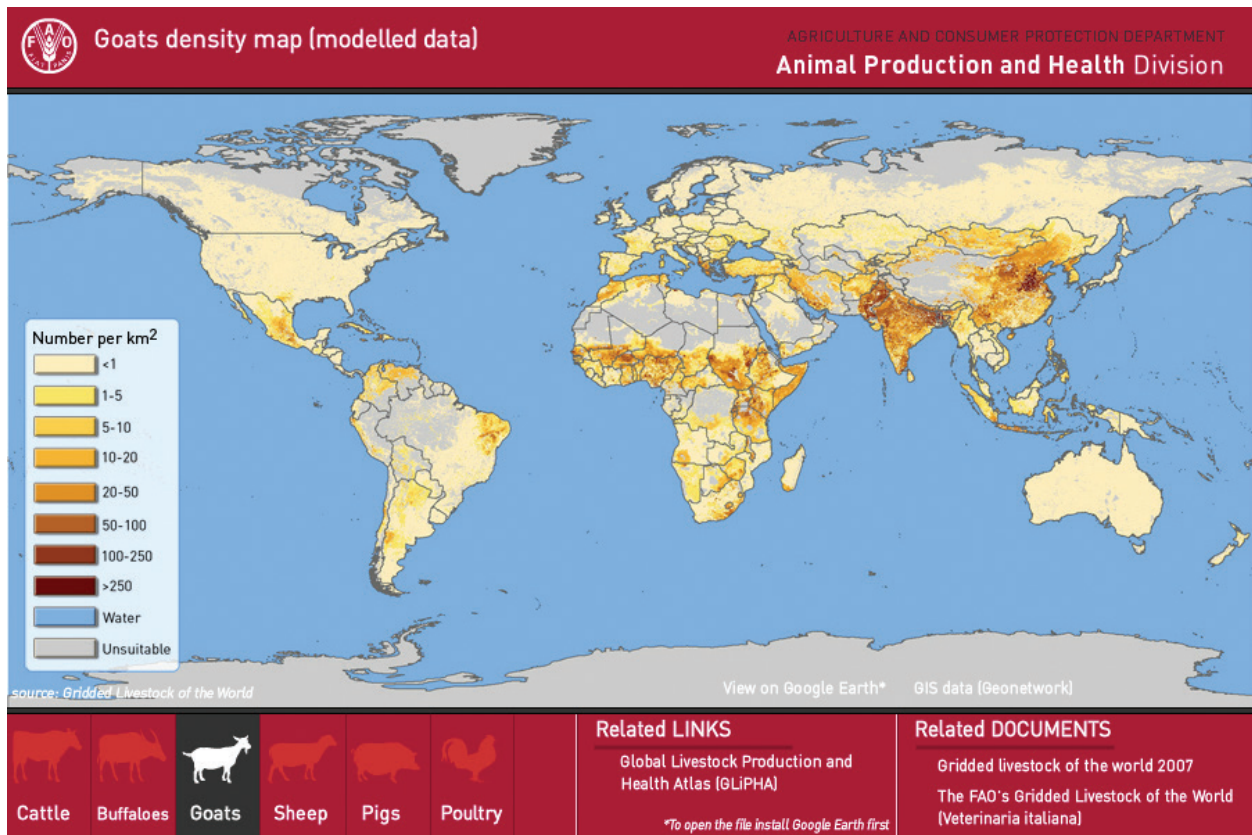 F A O
FIAT PANIS
Goats density map (modelled data)
AGRICULTURE AND CONSUMER PROTECTION DEPARTMENT
Animal Production and Health Division
Number per km²
<1
1-5
5-10
10-20
20-50
50-100
100-250
>250
Water
Unsuitable
source: Gridded Livestock of the World
View on Google Earth*
GIS data (Geonetwork)
Cattle
Buffaloes
Goats
Sheep
Pigs
Poultry
Related LINKS
Global Livestock Production and
Health Atlas (GLiPHA)
*To open the file install Google Earth first
Related DOCUMENTS
Gridded livestock of the world 2007
The FAO's Gridded Livestock of the World
(Veterinaria italiana)